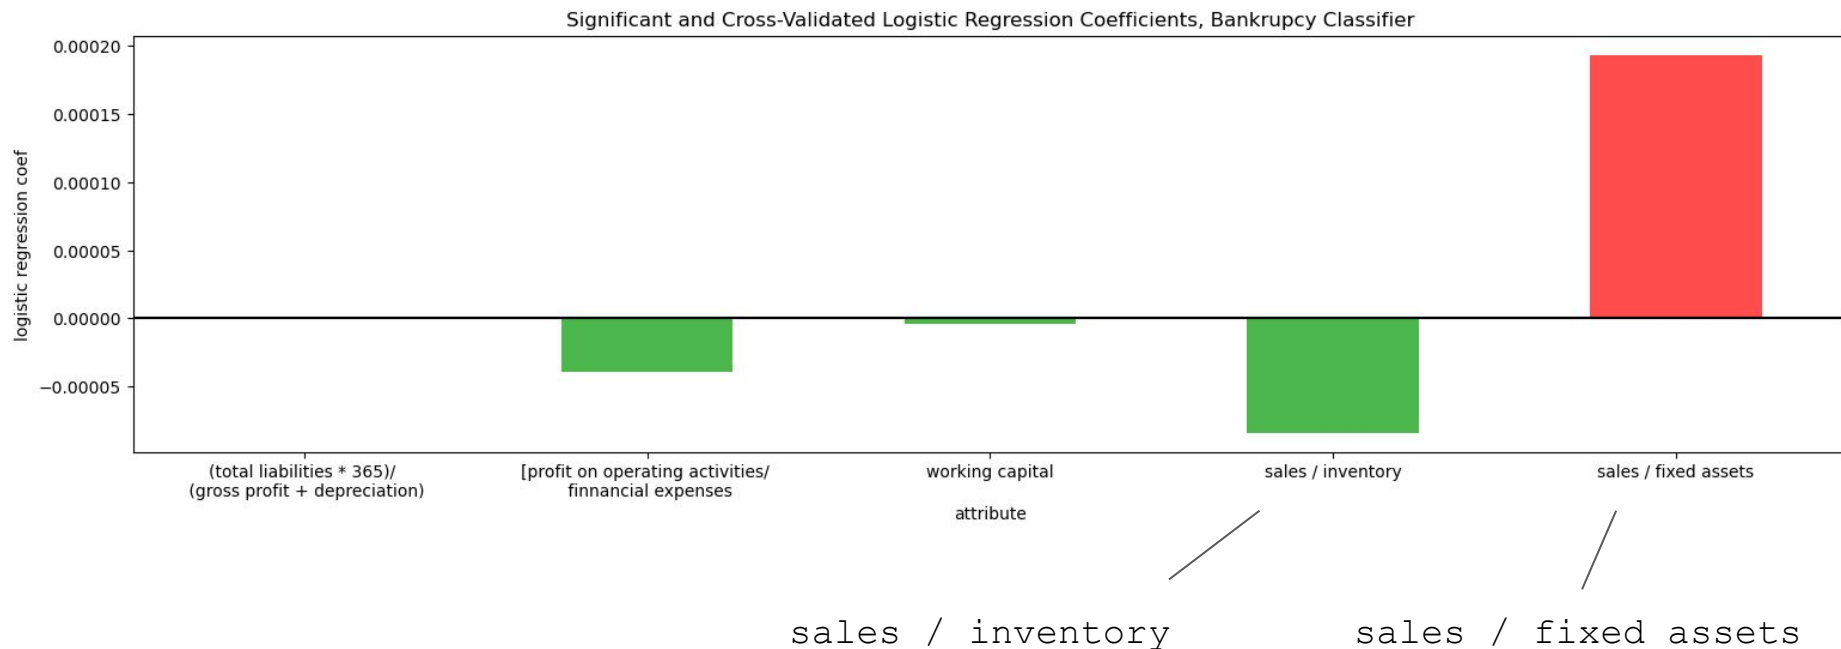 Significant and Cross-Validated Logistic Regression Coefficients, Bankrupcy Classifier
logistic regression coef
0.00020
0.00015
0.00010
0.00005
0.00000
−0.00005
(total liabilities * 365)/
(gross profit + depreciation)
[profit on operating activities/
finnancial expenses
working capital
sales / inventory
sales / fixed assets
attribute
sales / inventory
sales / fixed assets